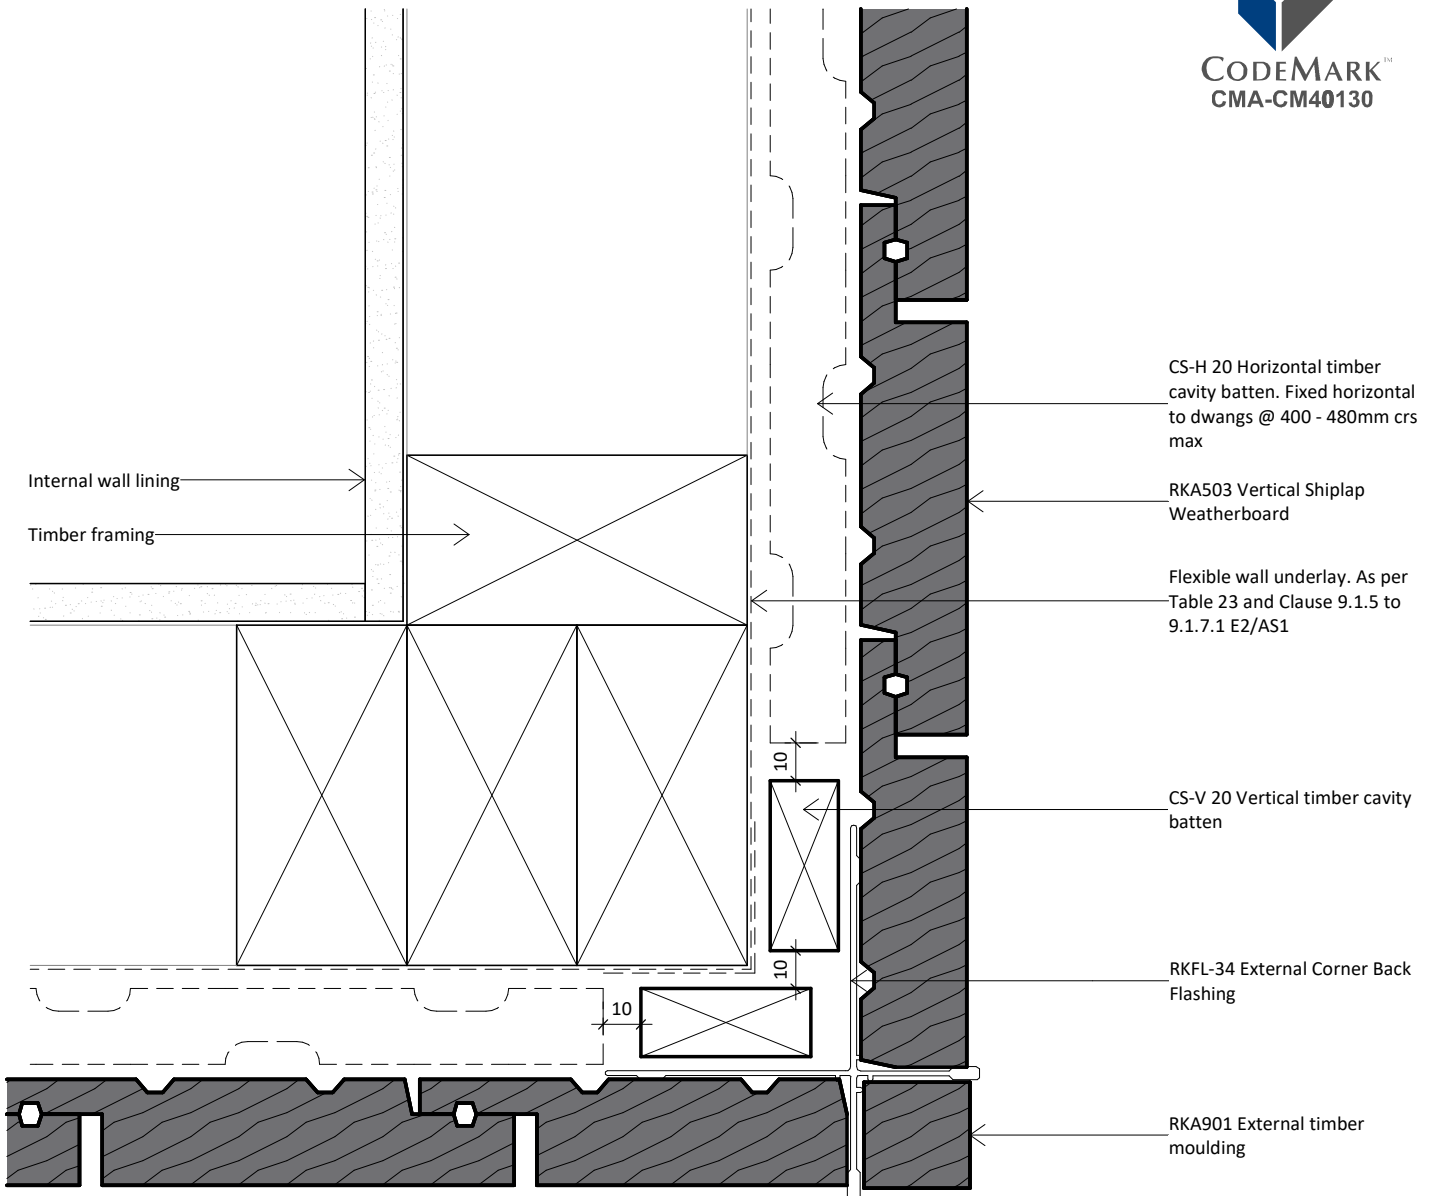 CODEMARK™
CMA-CM40130
CS-H 20 Horizontal timber
cavity batten. Fixed horizontal
to dwangs @ 400 - 480mm crs
max
Internal wall lining
RKA503 Vertical Shiplap
Weatherboard
Timber framing
Flexible wall underlay. As per
Table 23 and Clause 9.1.5 to
9.1.7.1 E2/AS1
10
CS-V 20 Vertical timber cavity
batten
10
RKFL-34 External Corner Back
Flashing
10
RKA901 External timber
moulding